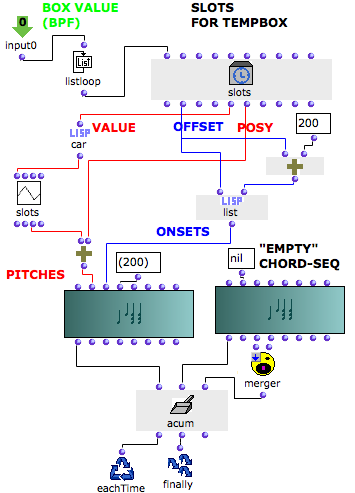 0
BOX VALUE
(BPF)
SLOTS
FOR TEMPBOX
input0
List
listloop
slots
VALUE
OFFSET
POSY
200
LISP
car
slots
LISP
list
ONSETS
PITCHES
(200)
nil
"EMPTY"
CHORD-SEQ
merger
acum
eachTime
finally